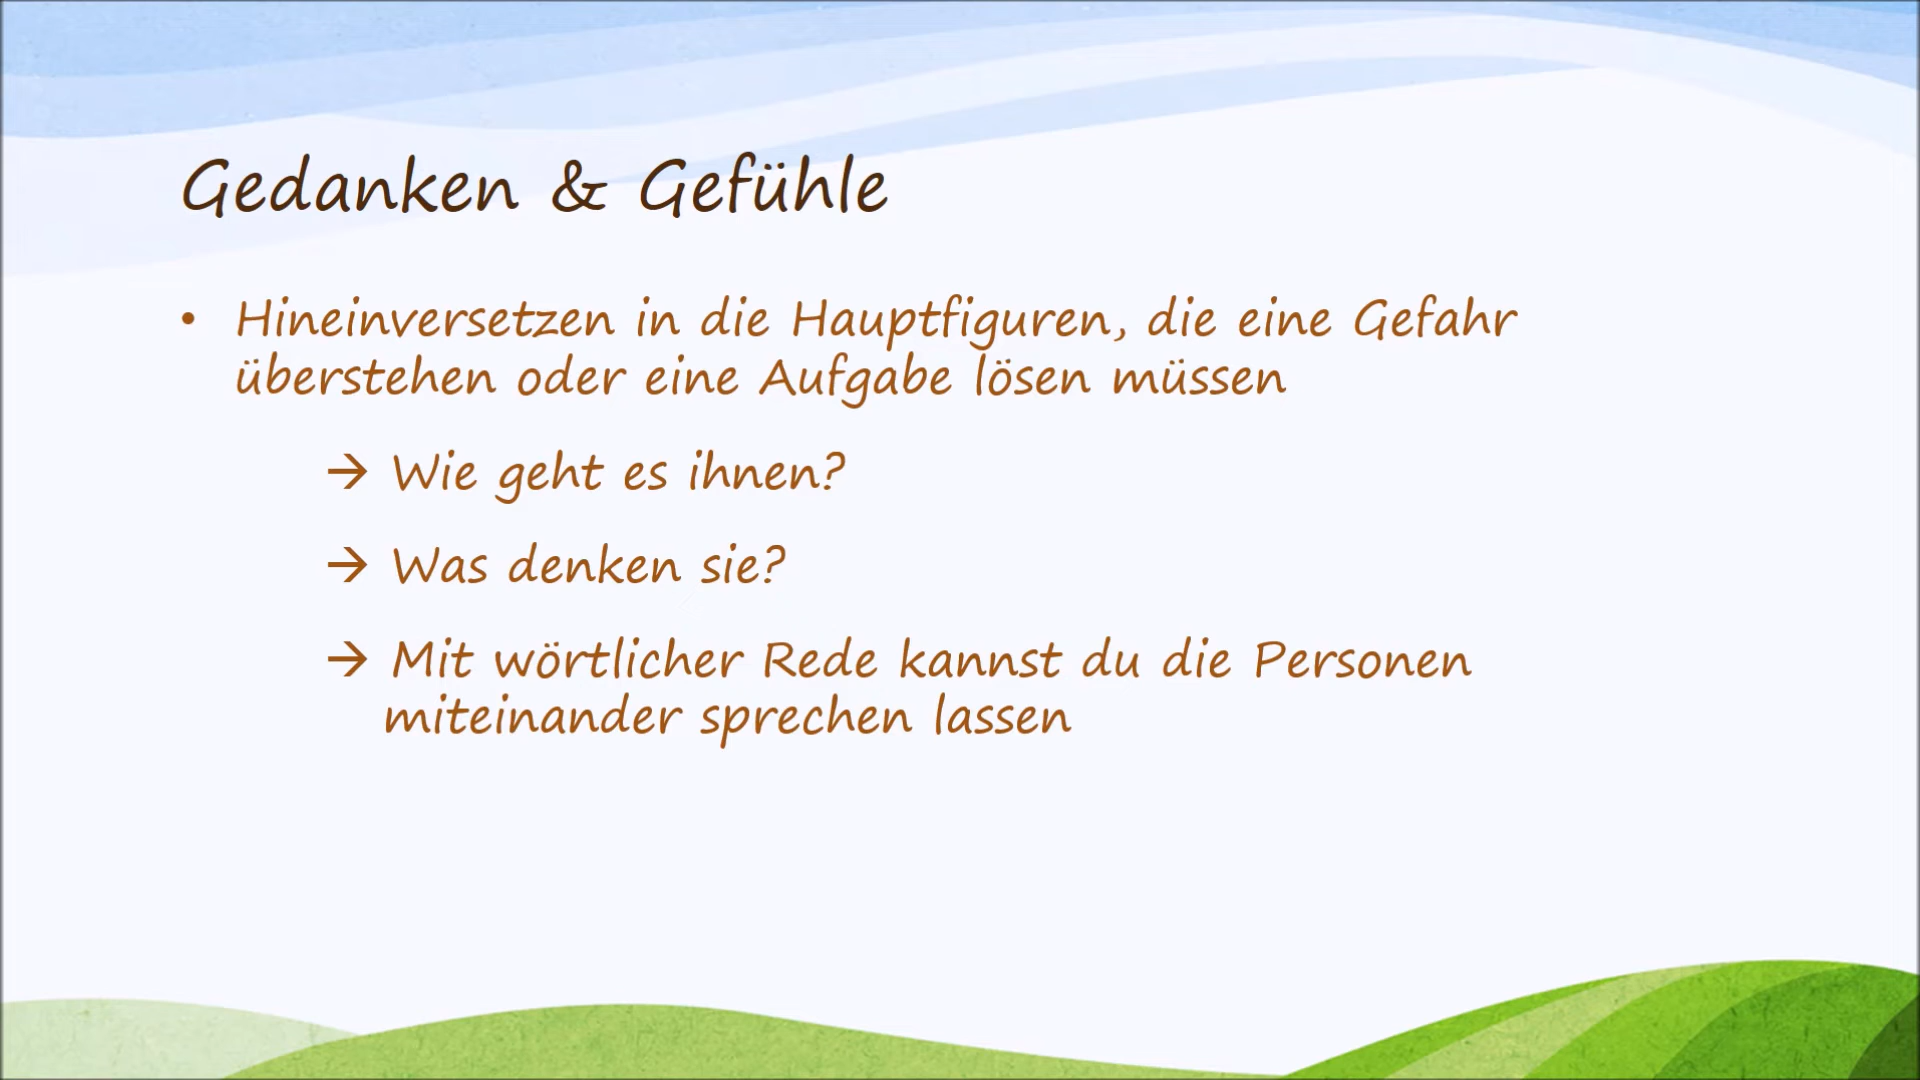 Gedanken & Gefühle
• Hineinversetzen in die Hauptfiguren, die eine Gefahr
überstehen oder eine Aufgabe lösen müssen
→ Wie geht es ihnen?
→ Was denken sie?
→ Mit wörtlicher Rede kannst du die Personen
miteinander sprechen lassen